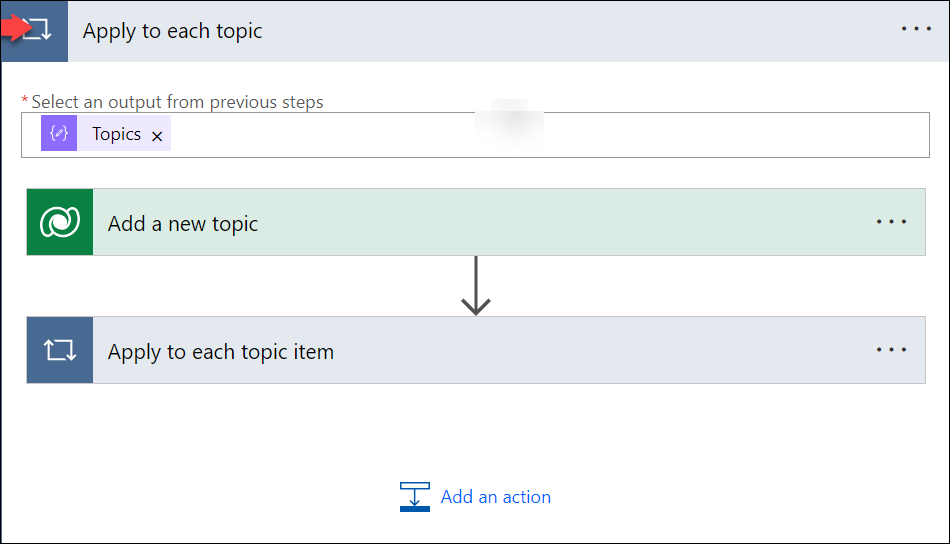 Apply to each topic
* Select an output from previous steps
Topics
Add a new topic
Apply to each topic item
Add an action